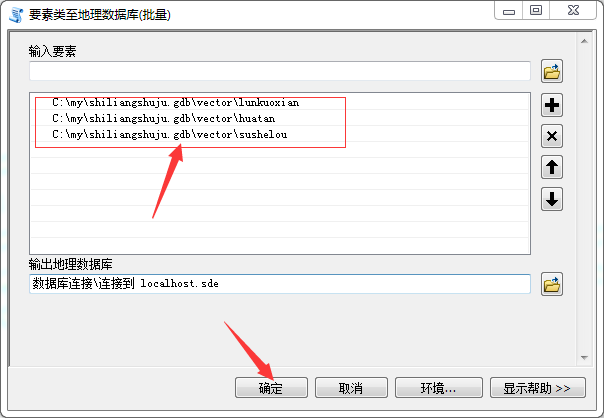 要素类至地理数据库(批量)
输入要素
C:\my\shiliangshuju.gdb\vector\lunkuoxian
C:\my\shiliangshuju.gdb\vector\huatan
C:\my\shiliangshuju.gdb\vector\sushelou
输出地理数据库
数据库连接\连接到 localhost.sde
确定
取消
环境...
显示帮助 >>